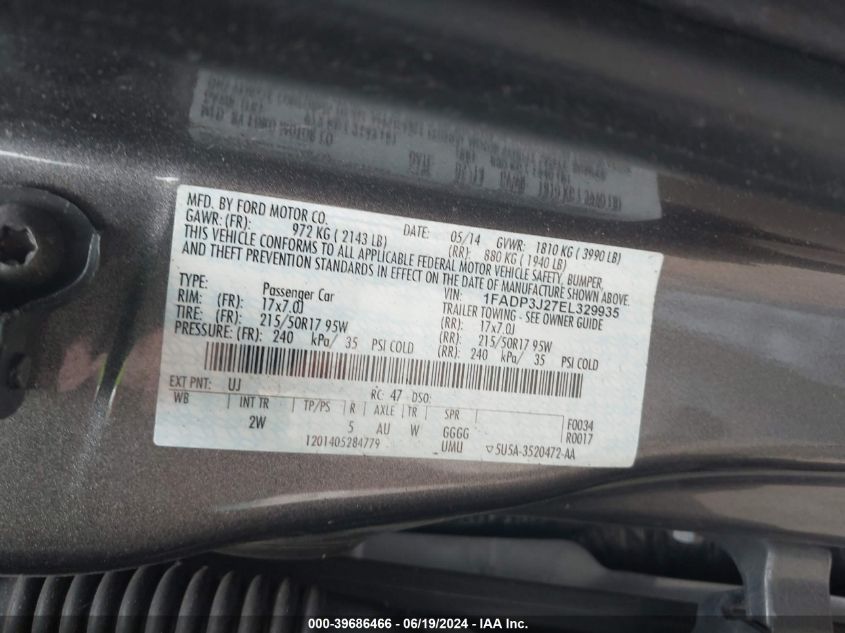 MFD. BY FORD MOTOR CO.
DATE: 05/14 GVWR: 1810 KG ( 3990 LB)
GAWR: (FR): 972 KG ( 2143 LB) (RR): 880 KG ( 1940 LB)
THIS VEHICLE CONFORMS TO ALL APPLICABLE FEDERAL MOTOR VEHICLE SAFETY, BUMPER,
AND THEFT PREVENTION STANDARDS IN EFFECT ON THE DATE OF MANUFACTURE SHOWN ABOVE.
VIN: 1FADP3J27EL329935
TYPE: Passenger Car TRAILER TOWING - SEE OWNER GUIDE
RIM: (FR): 17x7.0J (RR): 17x7.0J
TIRE: (FR): 215/50R17 95W (RR): 215/50R17 95W
PRESSURE: (FR): 240 kPa/ 35 PSI COLD (RR): 240 kPa/ 35 PSI COLD
EXT PNT: UJ RC: 47 DSO:
WB INT TR TP/PS R AXLE TR SPR F0034
2W 5 AU W GGGG R0017
1201405284779 UMU ▽5U5A-3520472-AA
000-39686466 - 06/19/2024 - IAA Inc.